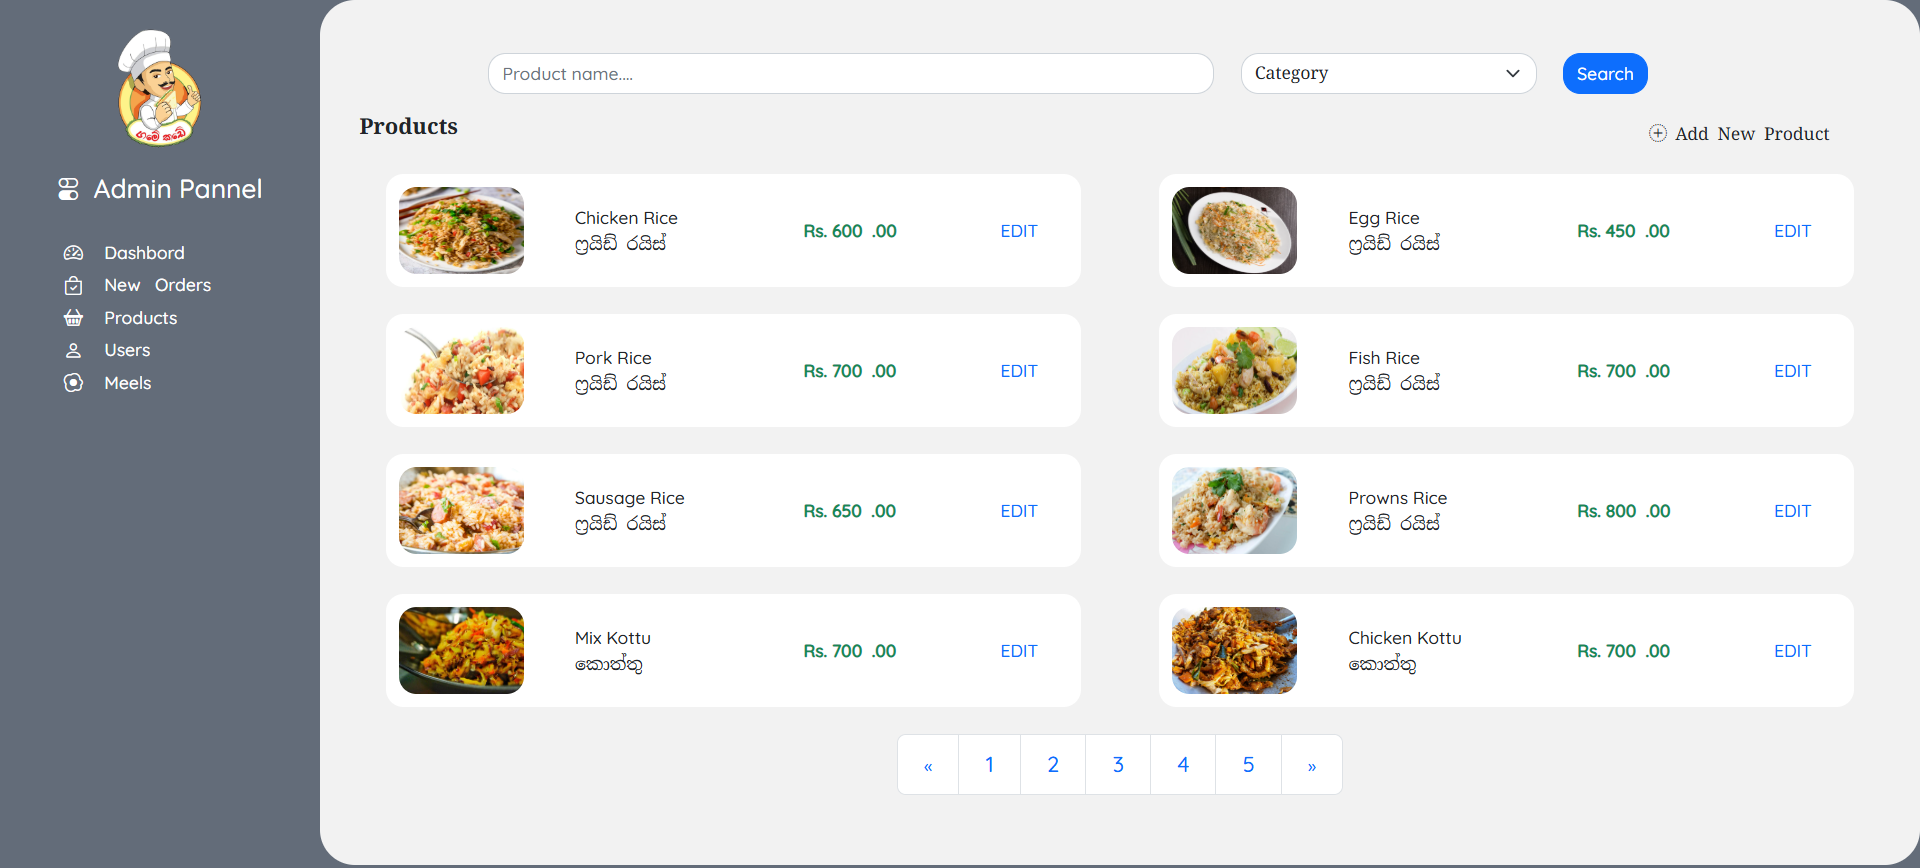 ගමේ කඩේ
Admin Pannel
Dashbord
New Orders
Products
Users
Meels
Product name....
Category
Search
Products
Add New Product
Chicken Rice
ෆ්‍රයිඩ් රයිස්
Rs. 600 .00
EDIT
Egg Rice
ෆ්‍රයිඩ් රයිස්
Rs. 450 .00
EDIT
Pork Rice
ෆ්‍රයිඩ් රයිස්
Rs. 700 .00
EDIT
Fish Rice
ෆ්‍රයිඩ් රයිස්
Rs. 700 .00
EDIT
Sausage Rice
ෆ්‍රයිඩ් රයිස්
Rs. 650 .00
EDIT
Prowns Rice
ෆ්‍රයිඩ් රයිස්
Rs. 800 .00
EDIT
Mix Kottu
කොත්තු
Rs. 700 .00
EDIT
Chicken Kottu
කොත්තු
Rs. 700 .00
EDIT
« 1 2 3 4 5 »